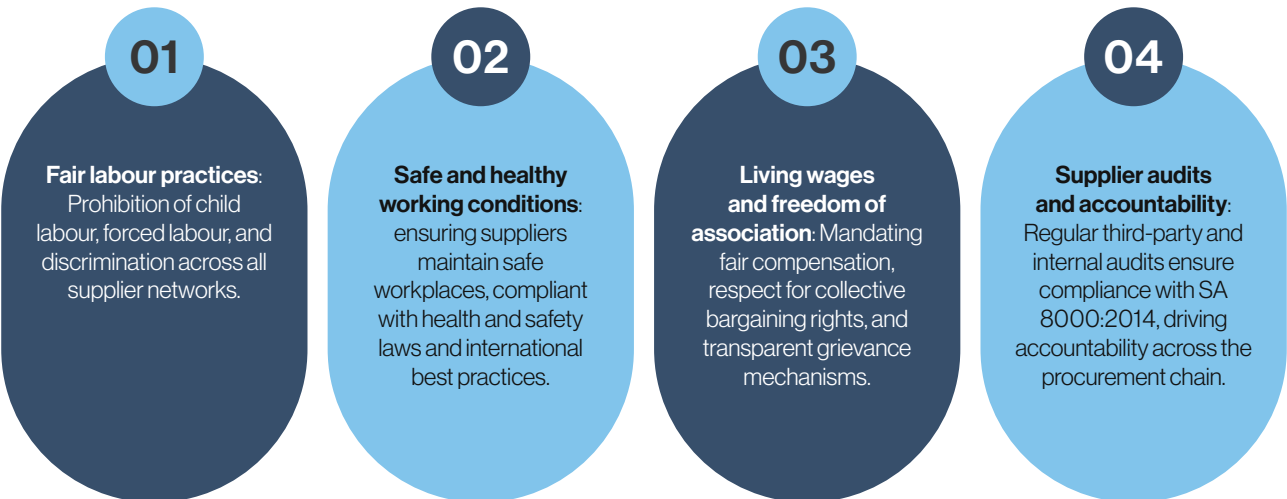 01
Fair labour practices:
Prohibition of child
labour, forced labour, and
discrimination across all
supplier networks.
02
Safe and healthy
working conditions:
ensuring suppliers
maintain safe
workplaces, compliant
with health and safety
laws and international
best practices.
03
Living wages
and freedom of
association: Mandating
fair compensation,
respect for collective
bargaining rights, and
transparent grievance
mechanisms.
04
Supplier audits
and accountability:
Regular third-party and
internal audits ensure
compliance with SA
8000:2014, driving
accountability across the
procurement chain.